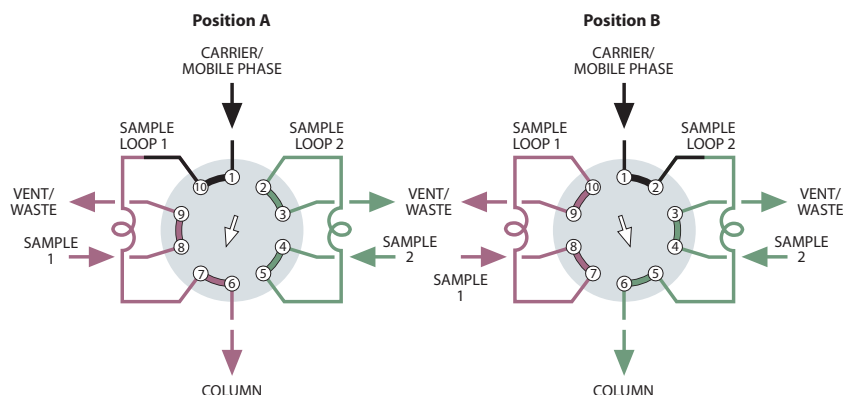 Position A
CARRIER/
MOBILE PHASE
SAMPLE
LOOP 1
SAMPLE
LOOP 2
10
1
2
9
3
VENT/
WASTE
VENT/
WASTE
8
4
SAMPLE
1
SAMPLE
2
7
6
5
COLUMN
Position B
CARRIER/
MOBILE PHASE
SAMPLE
LOOP 1
SAMPLE
LOOP 2
10
1
2
9
3
VENT/
WASTE
VENT/
WASTE
8
4
SAMPLE
1
SAMPLE
2
7
6
5
COLUMN